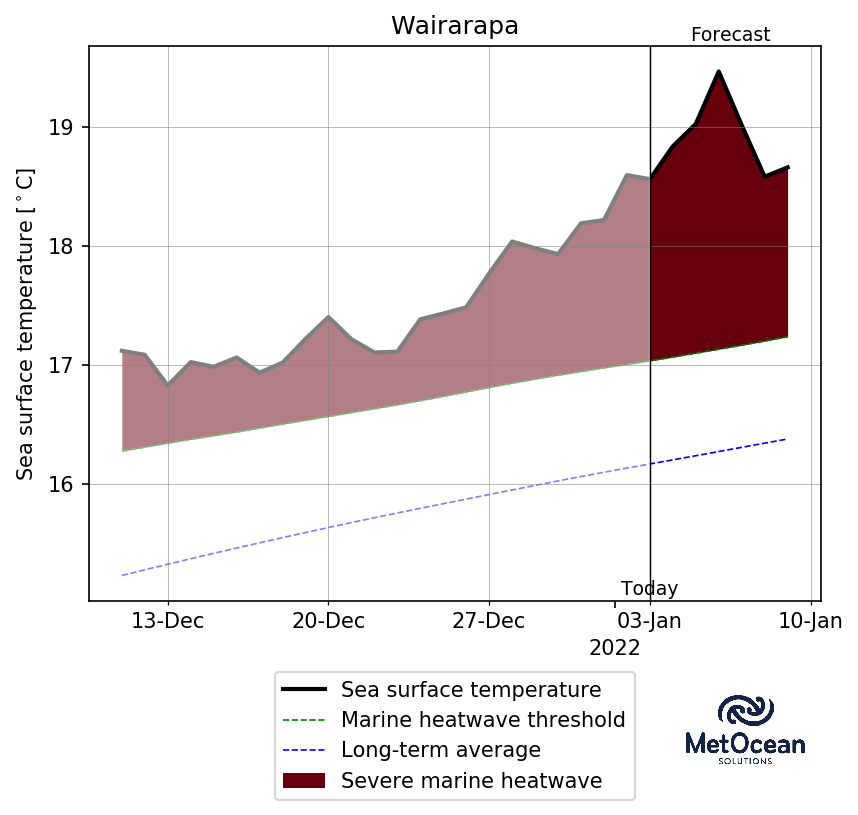 Wairarapa
Forecast
Sea surface temperature [°C]
19
18
17
16
Today
13-Dec
20-Dec
27-Dec
03-Jan
10-Jan
2022
Sea surface temperature
Marine heatwave threshold
Long-term average
Severe marine heatwave
MetOcean
SOLUTIONS